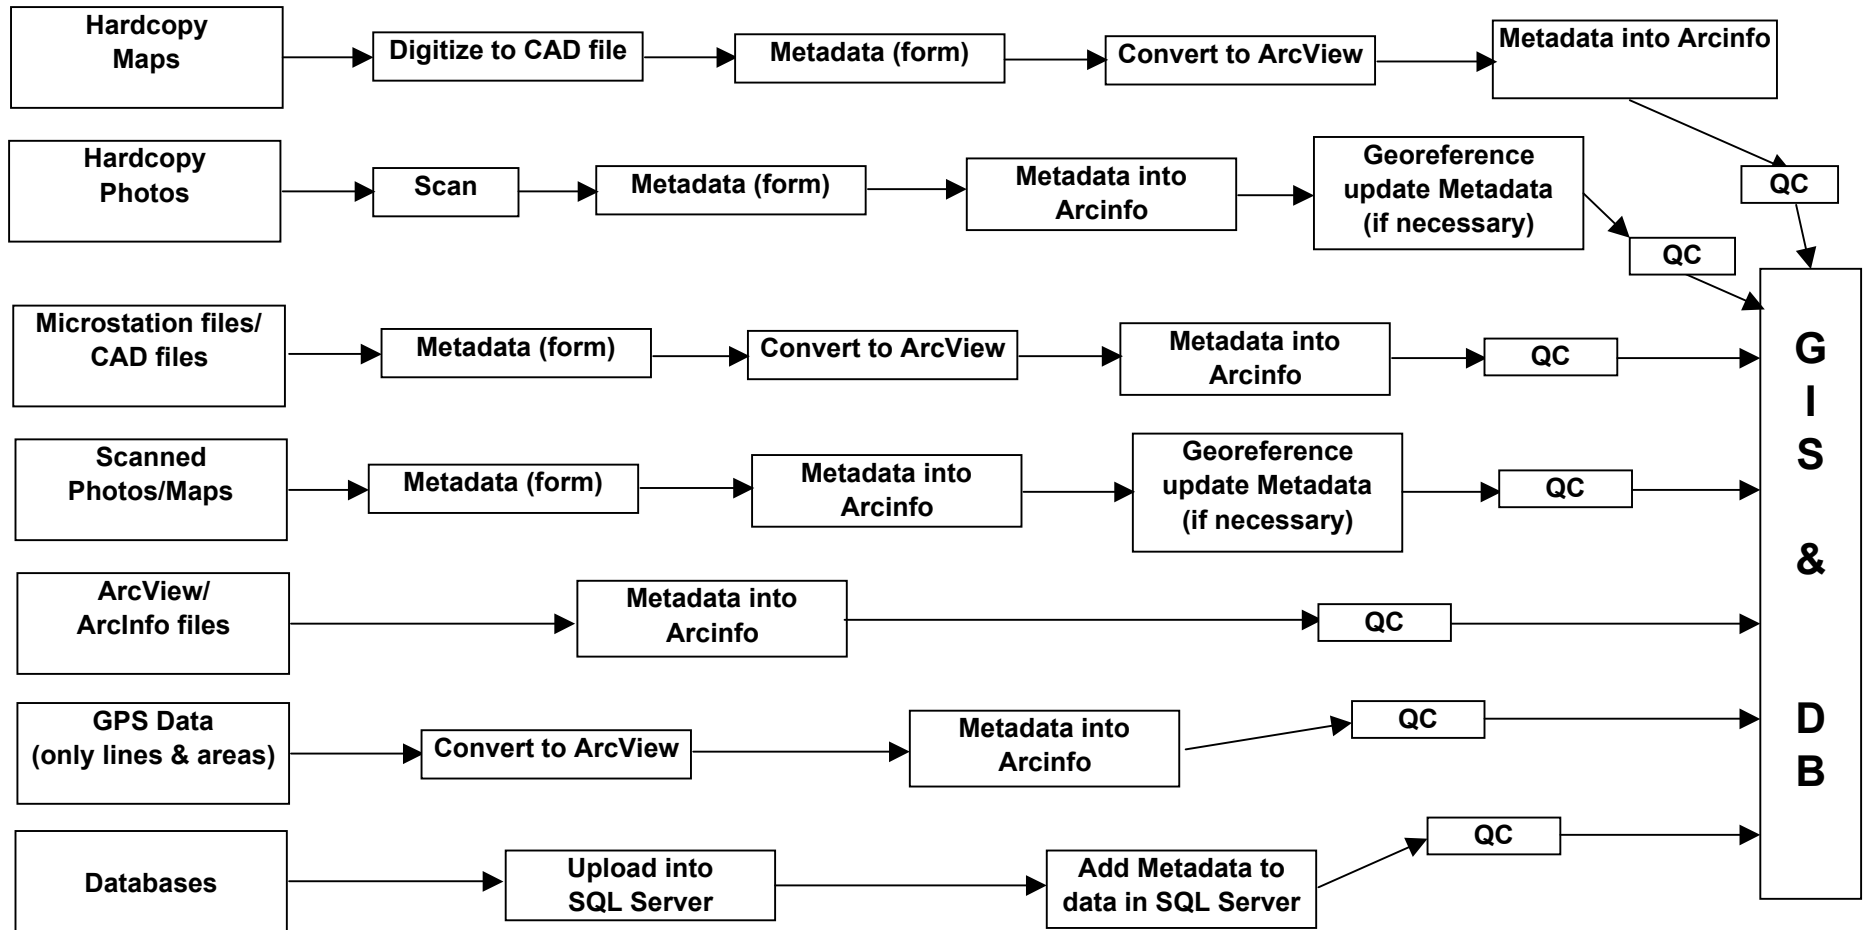 Hardcopy
Maps
Digitize to CAD file
Metadata (form)
Convert to ArcView
Metadata into Arcinfo
QC
Hardcopy
Photos
Scan
Metadata (form)
Metadata into
Arcinfo
Georeference
update Metadata
(if necessary)
QC
Microstation files/
CAD files
Metadata (form)
Convert to ArcView
Metadata into
Arcinfo
QC
Scanned
Photos/Maps
Metadata (form)
Metadata into
Arcinfo
Georeference
update Metadata
(if necessary)
QC
ArcView/
ArcInfo files
Metadata into
Arcinfo
QC
GPS Data
(only lines & areas)
Convert to ArcView
Metadata into
Arcinfo
QC
Databases
Upload into
SQL Server
Add Metadata to
data in SQL Server
QC
G
I
S
&
D
B